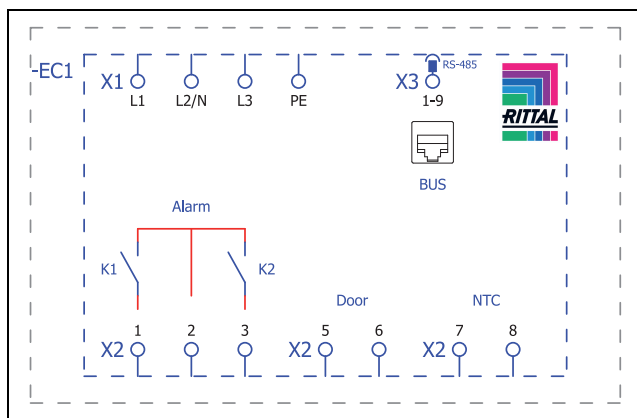 -EC1
X1
L1
L2/N
L3
PE
X3
RS-485
1-9
RITTAL
BUS
Alarm
K1
K2
Door
NTC
X2
1
2
3
X2
5
6
X2
7
8